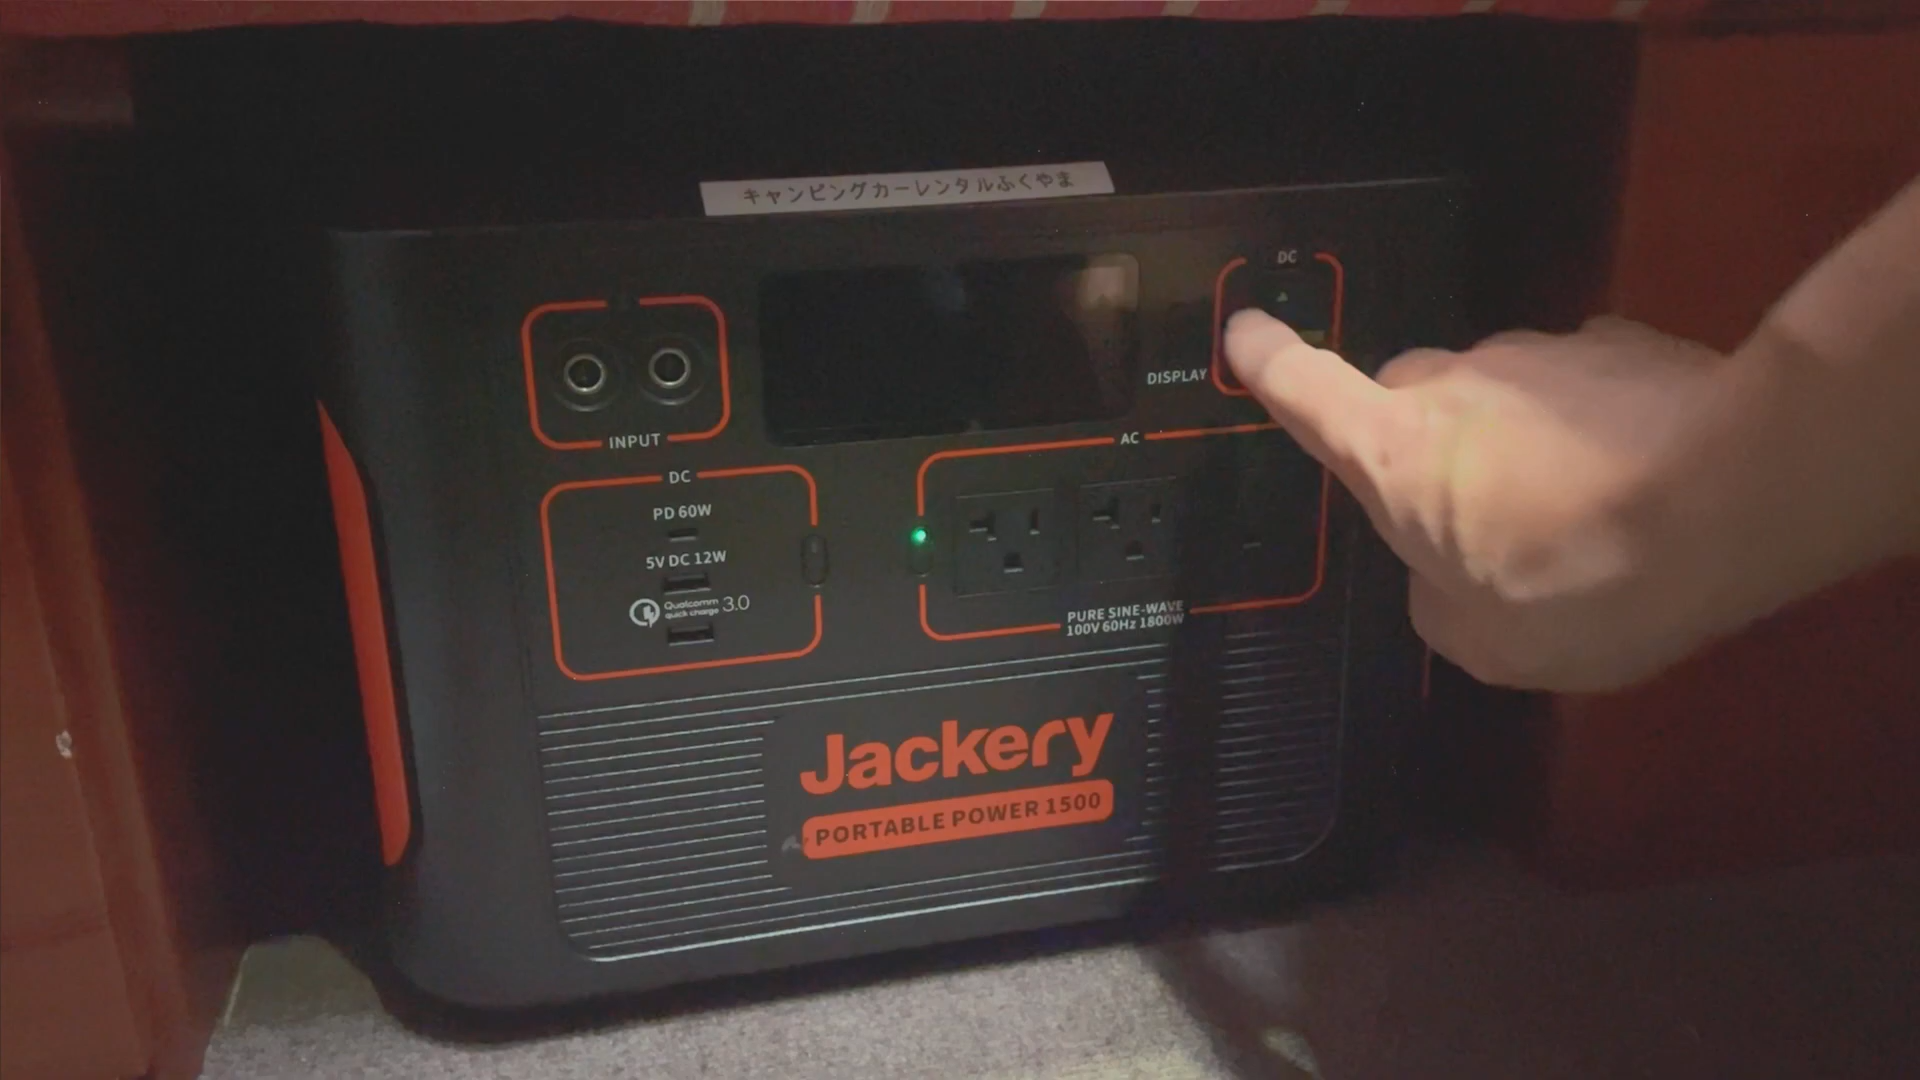 キャンピングカーレンタルふくやま
DC
DISPLAY
INPUT
AC
DC
PD 60W
5V DC 12W
Qualcomm
quick charge 3.0
PURE SINE-WAVE
100V 60Hz 1800W
Jackery
PORTABLE POWER 1500